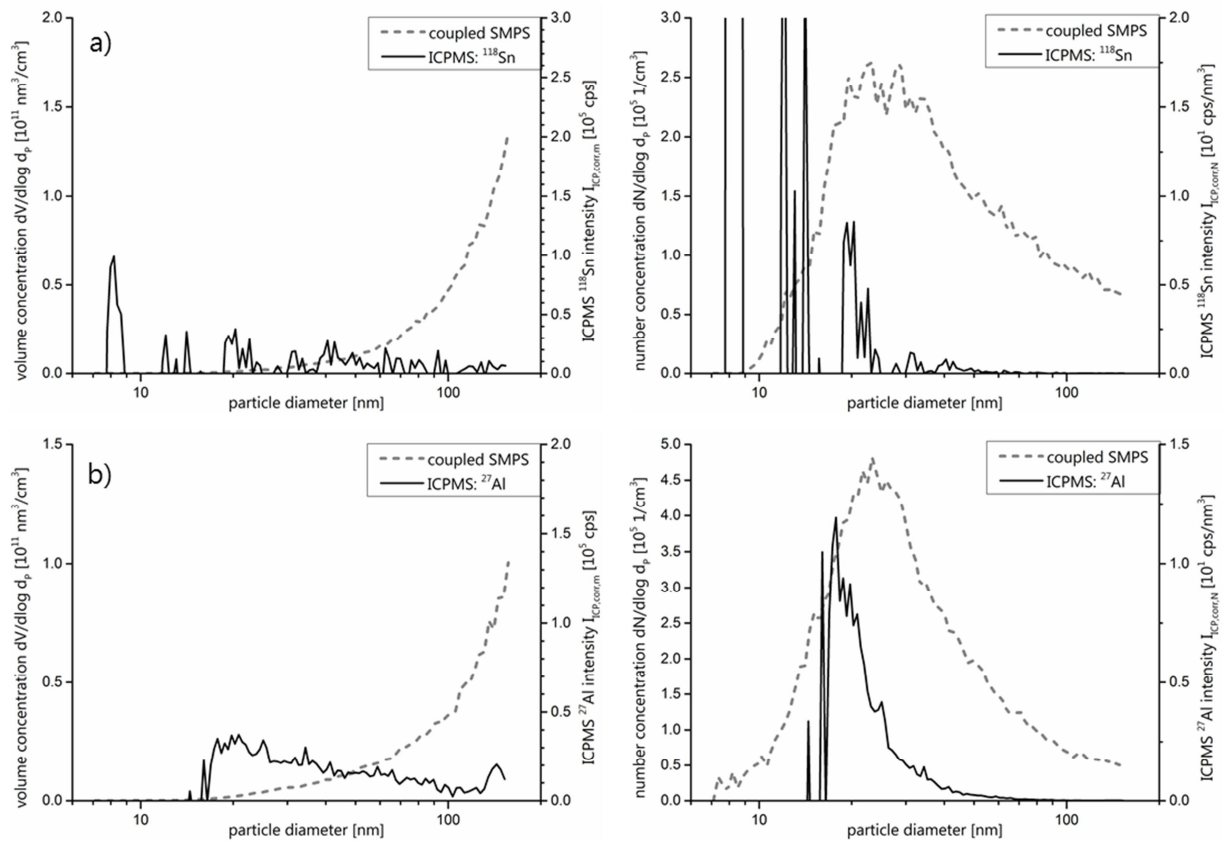 a)
coupled SMPS
ICPMS: ¹¹⁸Sn
2.0
1.5
1.0
0.5
0.0
3.0
2.5
2.0
1.5
1.0
0.5
0.0
10
100
volume concentration dV/dlog dₚ [10¹¹ nm³/cm³]
ICPMS ¹¹⁸Sn intensity I_ICP,corr,m [10⁵ cps]
particle diameter [nm]
coupled SMPS
ICPMS: ¹¹⁸Sn
3.0
2.5
2.0
1.5
1.0
0.5
0.0
2.0
1.5
1.0
0.5
0.0
10
100
number concentration dN/dlog dₚ [10⁵ 1/cm³]
ICPMS ¹¹⁸Sn intensity I_ICP,corr,N [10¹ cps/nm³]
particle diameter [nm]
b)
coupled SMPS
ICPMS: ²⁷Al
1.5
1.0
0.5
0.0
2.0
1.5
1.0
0.5
0.0
10
100
volume concentration dV/dlog dₚ [10¹¹ nm³/cm³]
ICPMS ²⁷Al intensity I_ICP,corr,m [10⁵ cps]
particle diameter [nm]
coupled SMPS
ICPMS: ²⁷Al
5.0
4.0
3.5
3.0
2.5
2.0
1.5
1.0
0.5
0.0
1.5
1.0
0.5
0.0
10
100
number concentration dN/dlog dₚ [10⁵ 1/cm³]
ICPMS ²⁷Al intensity I_ICP,corr,N [10¹ cps/nm³]
particle diameter [nm]